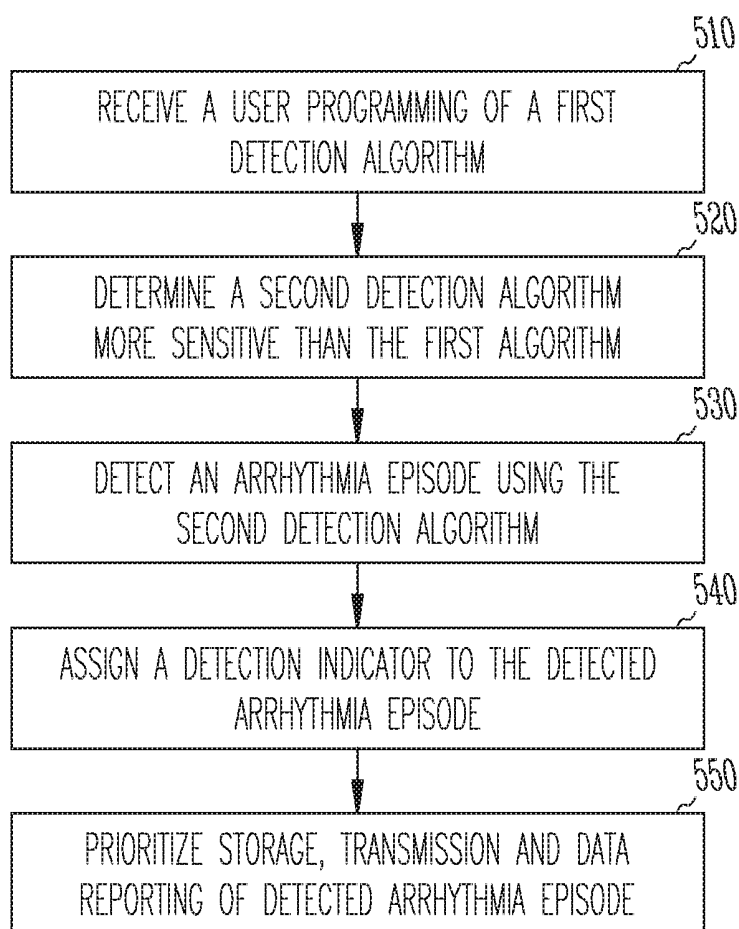 510
RECEIVE A USER PROGRAMMING OF A FIRST
DETECTION ALGORITHM
520
DETERMINE A SECOND DETECTION ALGORITHM
MORE SENSITIVE THAN THE FIRST ALGORITHM
530
DETECT AN ARRHYTHMIA EPISODE USING THE
SECOND DETECTION ALGORITHM
540
ASSIGN A DETECTION INDICATOR TO THE DETECTED
ARRHYTHMIA EPISODE
550
PRIORITIZE STORAGE, TRANSMISSION AND DATA
REPORTING OF DETECTED ARRHYTHMIA EPISODE